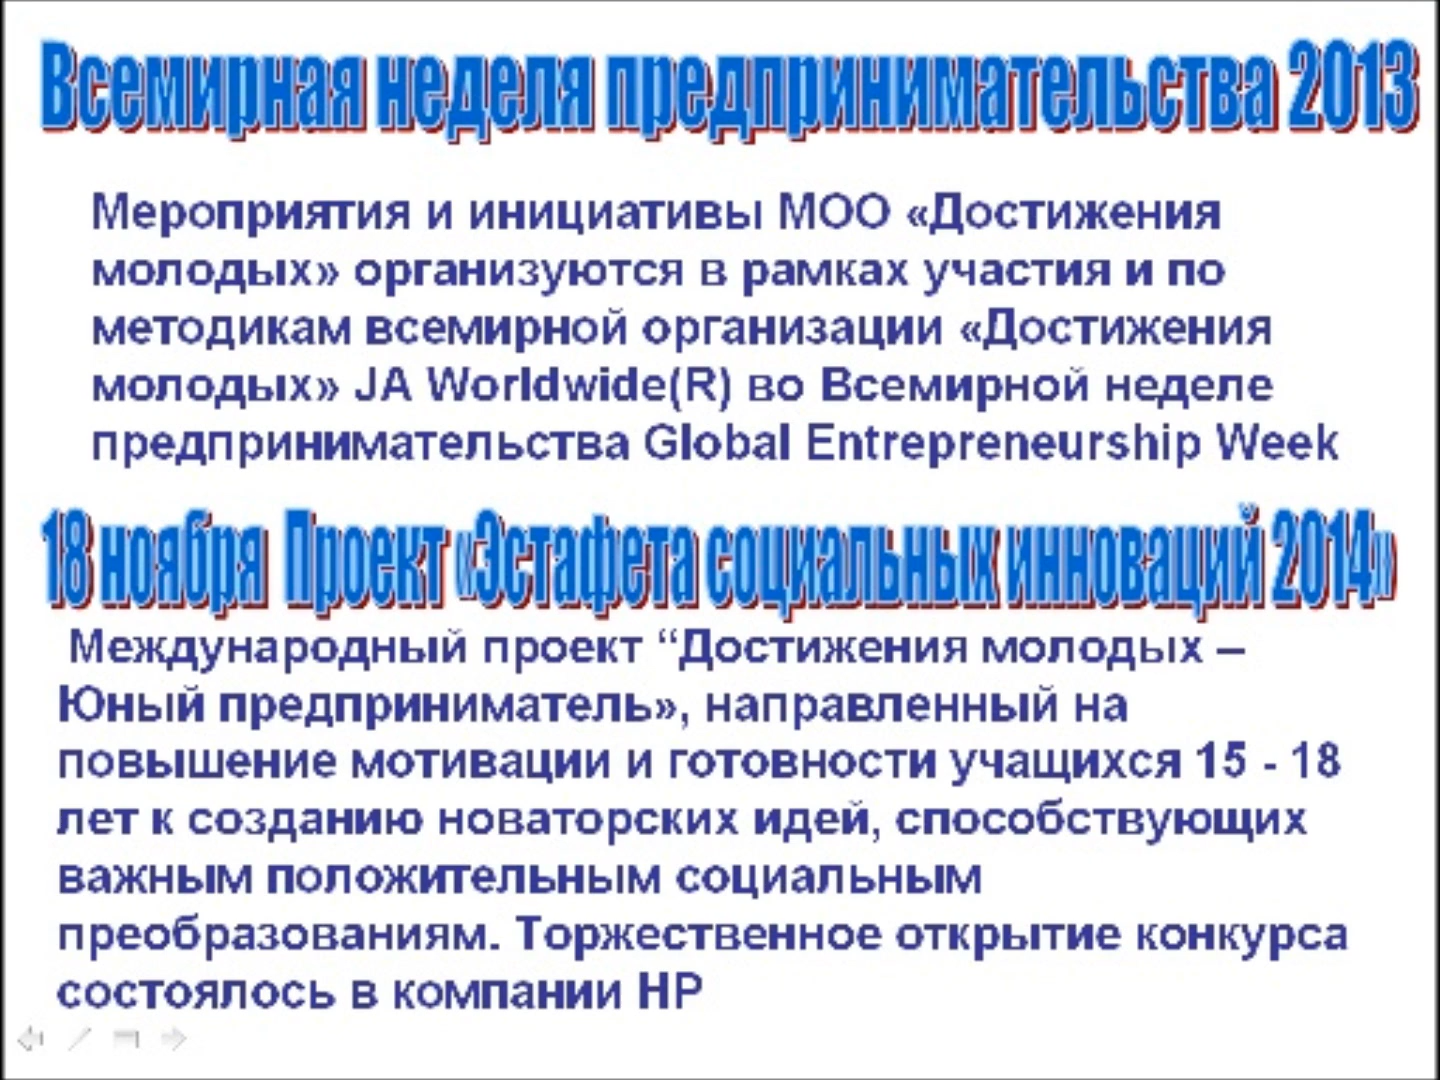 Всемирная неделя предпринимательства 2013
Мероприятия и инициативы МОО «Достижения
молодых» организуются в рамках участия и по
методикам всемирной организации «Достижения
молодых» JA Worldwide(R) во Всемирной неделе
предпринимательства Global Entrepreneurship Week
18 ноября Проект «Эстафета социальных инноваций 2014»
Международный проект “Достижения молодых –
Юный предприниматель», направленный на
повышение мотивации и готовности учащихся 15 - 18
лет к созданию новаторских идей, способствующих
важным положительным социальным
преобразованиям. Торжественное открытие конкурса
состоялось в компании HP